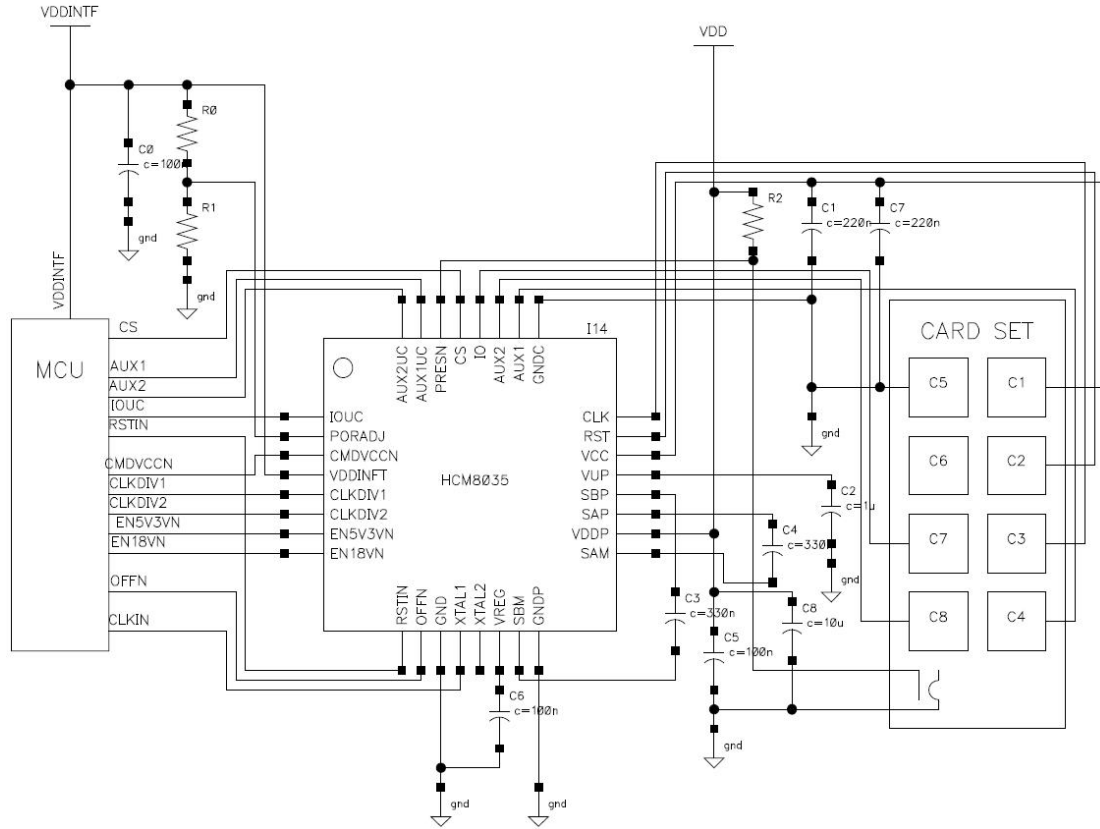 VDDINTF
VDD
R0
C0
c=100n
R1
gnd
gnd
VDDINTF
R2
C1
c=220n
C7
c=220n
MCU
CS
AUX1
AUX2
IOUC
RSTIN
CMDVCCN
CLKDIV1
CLKDIV2
EN5V3VN
EN18VN
OFFN
CLKIN
I14
AUX2UC
AUX1UC
PRESN
CS
IO
AUX2
AUX1
GNDC
IOUC
PORADJ
CMDVCCN
VDDINFT
CLKDIV1
CLKDIV2
EN5V3VN
EN18VN
HCM8035
CLK
RST
VCC
VUP
SBP
SAP
VDDP
SAM
RSTIN
OFFN
GND
XTAL1
XTAL2
VREG
SBM
GNDP
CARD SET
C5
C1
C6
C2
C7
C3
C8
C4
gnd
C2
c=1u
gnd
C4
c=330n
C3
c=330n
C8
c=10u
C5
c=100n
gnd
C6
c=100n
gnd
gnd